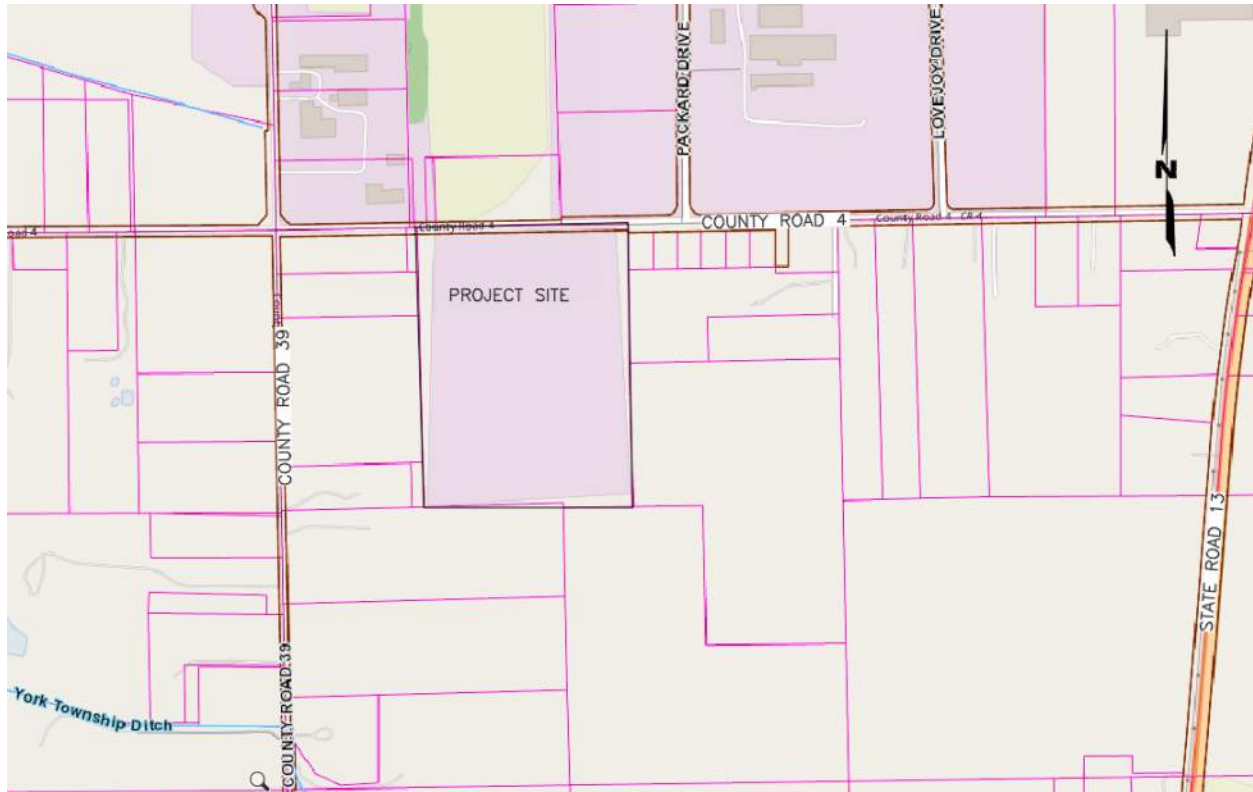 PACKARD DRIVE
LOVEJOY DRIVE
N
COUNTY ROAD 4
County Road 4 CR 4
County Road 4
oad 4
PROJECT SITE
COUNTY ROAD 39
STATE ROAD 13
COUNTY ROAD 39
York Township Ditch